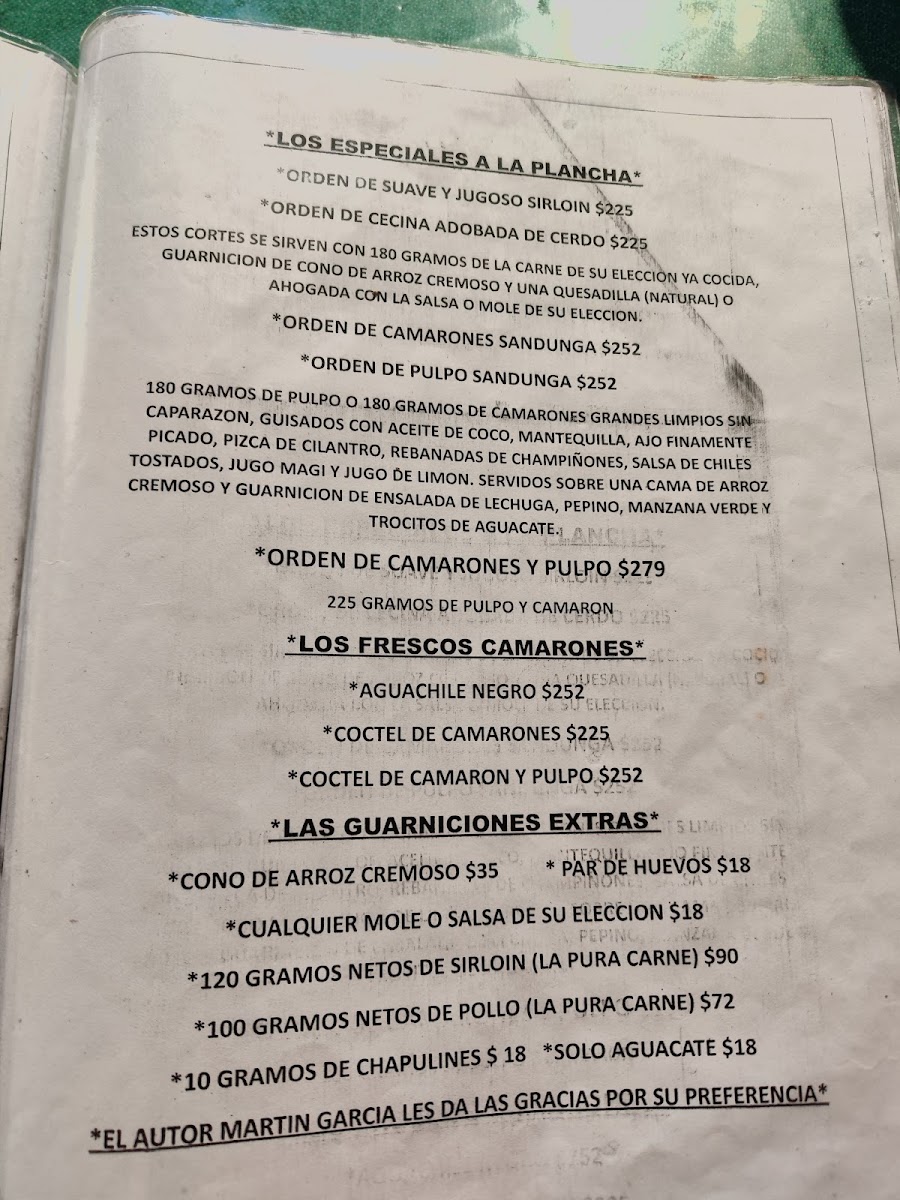 *LOS ESPECIALES A LA PLANCHA*
*ORDEN DE SUAVE Y JUGOSO SIRLOIN $225
*ORDEN DE CECINA ADOBADA DE CERDO $225
ESTOS CORTES SE SIRVEN CON 180 GRAMOS DE LA CARNE DE SU ELECCION YA COCIDA,
GUARNICION DE CONO DE ARROZ CREMOSO Y UNA QUESADILLA (NATURAL) O
AHOGADA CON LA SALSA O MOLE DE SU ELECCION.
*ORDEN DE CAMARONES SANDUNGA $252
*ORDEN DE PULPO SANDUNGA $252
180 GRAMOS DE PULPO O 180 GRAMOS DE CAMARONES GRANDES LIMPIOS SIN
CAPARAZON, GUISADOS CON ACEITE DE COCO, MANTEQUILLA, AJO FINAMENTE
PICADO, PIZCA DE CILANTRO, REBANADAS DE CHAMPIÑONES, SALSA DE CHILES
TOSTADOS, JUGO MAGI Y JUGO DE LIMON. SERVIDOS SOBRE UNA CAMA DE ARROZ
CREMOSO Y GUARNICION DE ENSALADA DE LECHUGA, PEPINO, MANZANA VERDE Y
TROCITOS DE AGUACATE.
*ORDEN DE CAMARONES Y PULPO $279
225 GRAMOS DE PULPO Y CAMARON
*LOS FRESCOS CAMARONES*
*AGUACHILE NEGRO $252
*COCTEL DE CAMARONES $225
*COCTEL DE CAMARON Y PULPO $252
*LAS GUARNICIONES EXTRAS*
*CONO DE ARROZ CREMOSO $35 * PAR DE HUEVOS $18
*CUALQUIER MOLE O SALSA DE SU ELECCION $18
*120 GRAMOS NETOS DE SIRLOIN (LA PURA CARNE) $90
*100 GRAMOS NETOS DE POLLO (LA PURA CARNE) $72
*10 GRAMOS DE CHAPULINES $ 18 *SOLO AGUACATE $18
*EL AUTOR MARTIN GARCIA LES DA LAS GRACIAS POR SU PREFERENCIA*